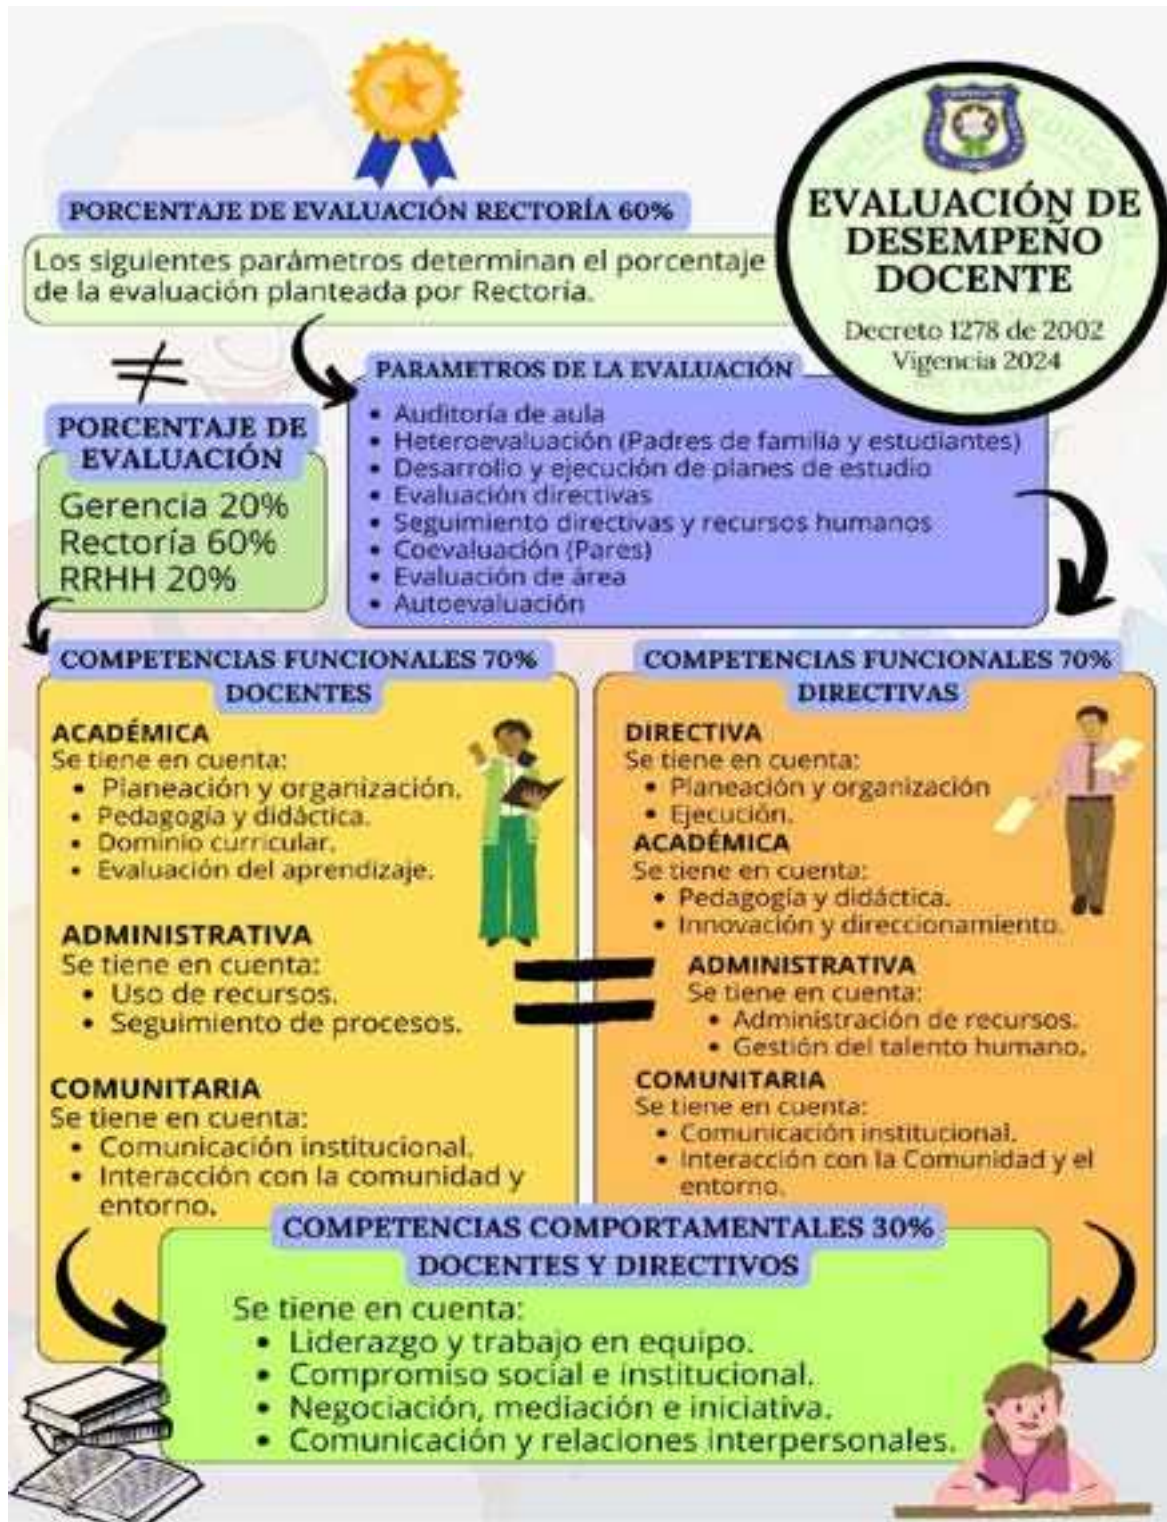 EVALUACIÓN DE
DESEMPEÑO
DOCENTE
Decreto 1278 de 2002
Vigencia 2024
PORCENTAJE DE EVALUACIÓN RECTORÍA 60%
Los siguientes parámetros determinan el porcentaje
de la evaluación planteada por Rectoría.
≠
PORCENTAJE DE
EVALUACIÓN
Gerencia 20%
Rectoría 60%
RRHH 20%
PARAMETROS DE LA EVALUACIÓN
• Auditoría de aula
• Heteroevaluación (Padres de familia y estudiantes)
• Desarrollo y ejecución de planes de estudio
• Evaluación directivas
• Seguimiento directivas y recursos humanos
• Coevaluación (Pares)
• Evaluación de área
• Autoevaluación
COMPETENCIAS FUNCIONALES 70%
DOCENTES
ACADÉMICA
Se tiene en cuenta:
• Planeación y organización.
• Pedagogía y didáctica.
• Dominio curricular.
• Evaluación del aprendizaje.
ADMINISTRATIVA
Se tiene en cuenta:
• Uso de recursos.
• Seguimiento de procesos.
COMUNITARIA
Se tiene en cuenta:
• Comunicación institucional.
• Interacción con la comunidad y
entorno.
=
COMPETENCIAS FUNCIONALES 70%
DIRECTIVAS
DIRECTIVA
Se tiene en cuenta:
• Planeación y organización
• Ejecución.
ACADÉMICA
Se tiene en cuenta:
• Pedagogía y didáctica.
• Innovación y direccionamiento.
ADMINISTRATIVA
Se tiene en cuenta:
• Administración de recursos.
• Gestión del talento humano.
COMUNITARIA
Se tiene en cuenta:
• Comunicación institucional.
• Interacción con la Comunidad y el
entorno.
COMPETENCIAS COMPORTAMENTALES 30%
DOCENTES Y DIRECTIVOS
Se tiene en cuenta:
• Liderazgo y trabajo en equipo.
• Compromiso social e institucional.
• Negociación, mediación e iniciativa.
• Comunicación y relaciones interpersonales.